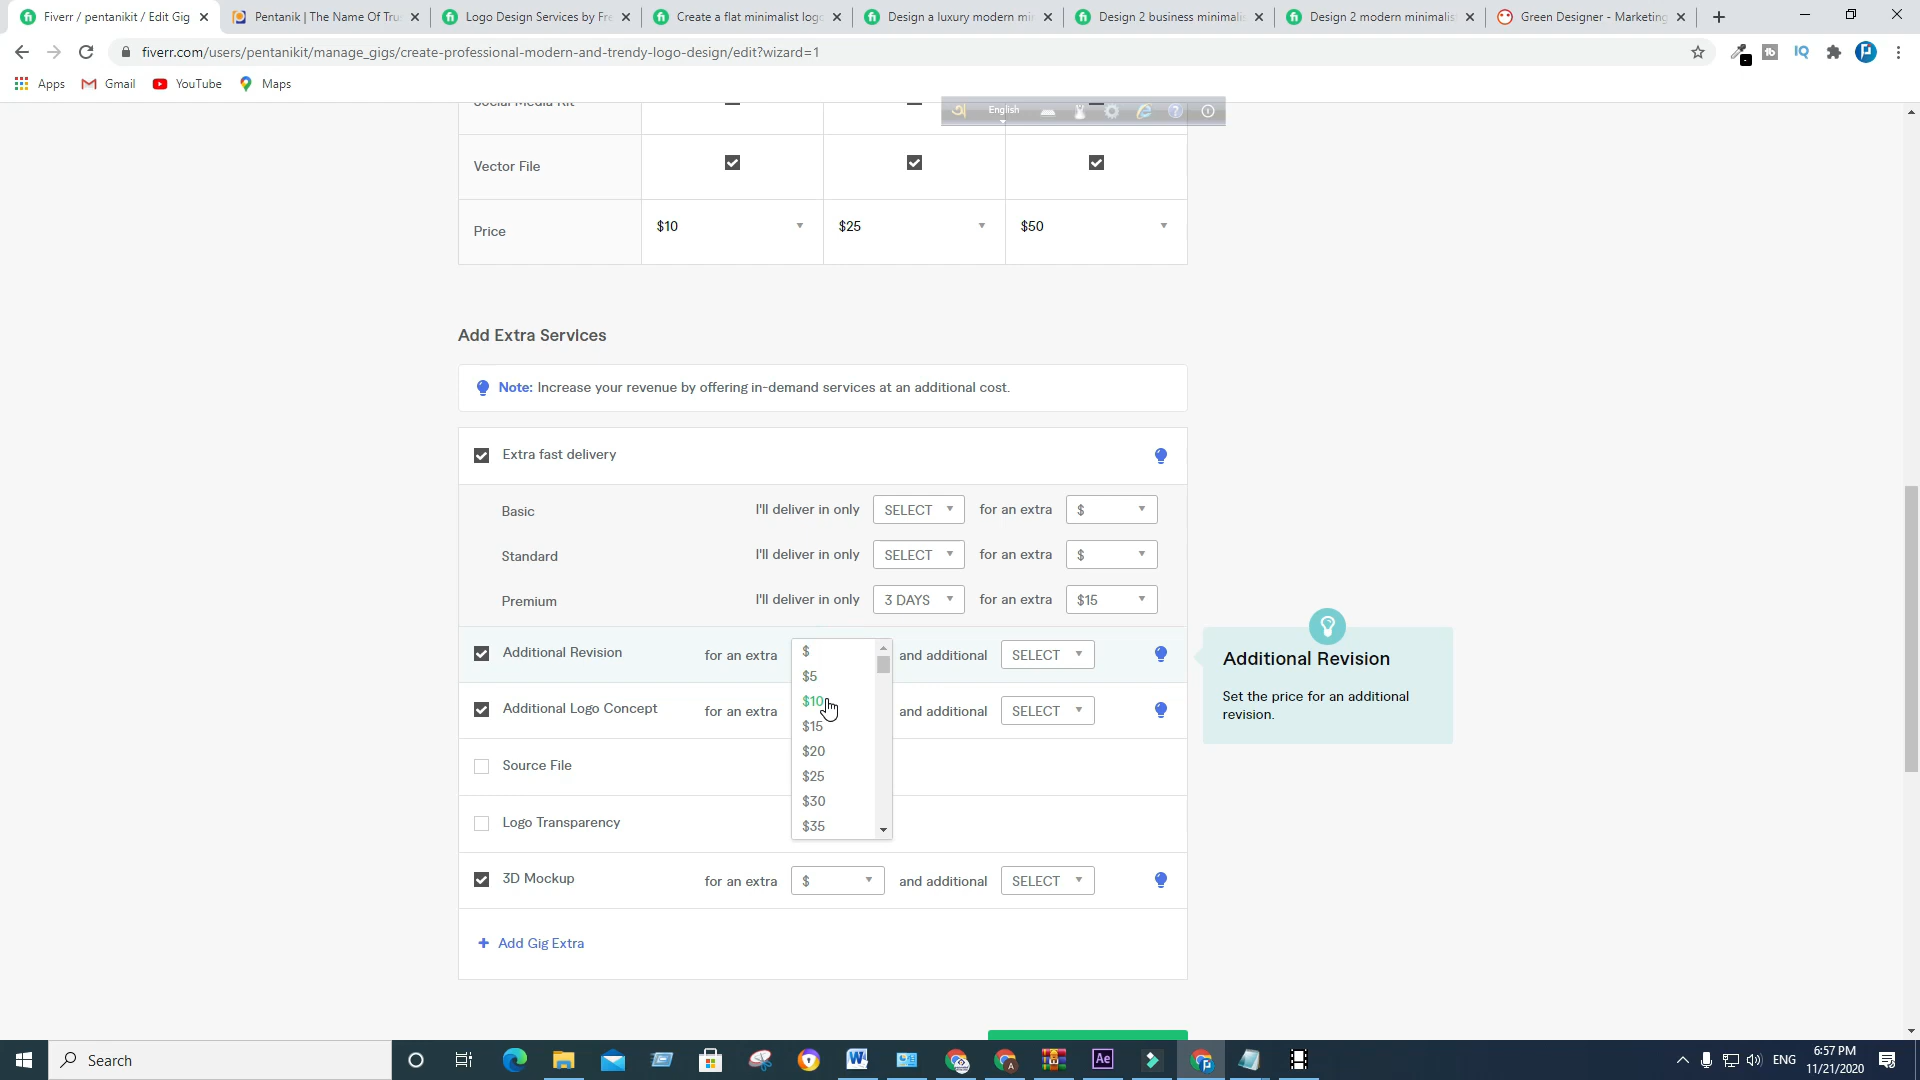 Fiverr / pentanikit / Edit Gig
Pentanik | The Name Of Tru
Logo Design Services by Fre
Create a flat minimalist logo
Design a luxury modern mi
Design 2 business minimali
Design 2 modern minimalis
Green Designer - Marketing
fiverr.com/users/pentanikit/manage_gigs/create-professional-modern-and-trendy-logo-design/edit?wizard=1
Apps Gmail YouTube Maps
Social Media Kit
English
Vector File
Price $10 $25 $50
Add Extra Services
Note: Increase your revenue by offering in-demand services at an additional cost.
Extra fast delivery
Basic I'll deliver in only SELECT for an extra $
Standard I'll deliver in only SELECT for an extra $
Premium I'll deliver in only 3 DAYS for an extra $15
Additional Revision for an extra $ and additional SELECT
$5
$10
$15
$20
$25
$30
$35
Additional Logo Concept for an extra and additional SELECT
Source File
Logo Transparency
3D Mockup for an extra $ and additional SELECT
+ Add Gig Extra
Additional Revision
Set the price for an additional
revision.
Search
ENG
6:57 PM
11/21/2020